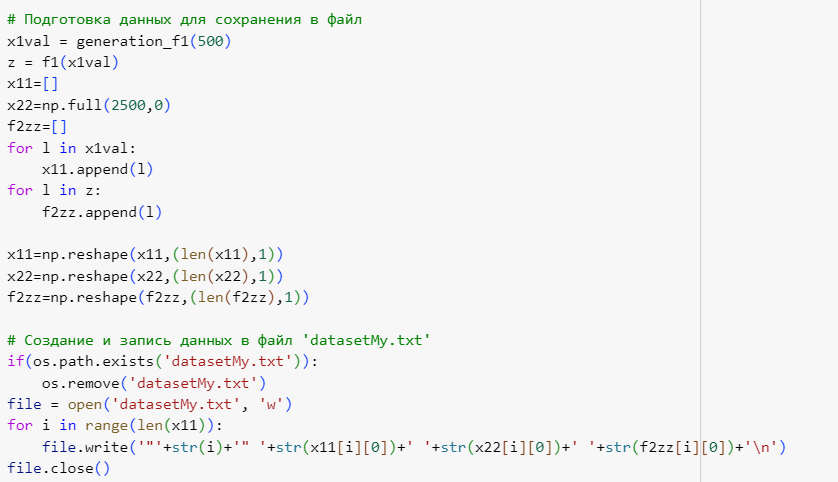 # Подготовка данных для сохранения в файл
x1val = generation_f1(500)
z = f1(x1val)
x11=[]
x22=np.full(2500,0)
f2zz=[]
for l in x1val:
    x11.append(l)
for l in z:
    f2zz.append(l)

x11=np.reshape(x11,(len(x11),1))
x22=np.reshape(x22,(len(x22),1))
f2zz=np.reshape(f2zz,(len(f2zz),1))

# Создание и запись данных в файл 'datasetMy.txt'
if(os.path.exists('datasetMy.txt')):
    os.remove('datasetMy.txt')
file = open('datasetMy.txt', 'w')
for i in range(len(x11)):
    file.write('"'+str(i)+'" '+str(x11[i][0])+' '+str(x22[i][0])+' '+str(f2zz[i][0])+'\n')
file.close()